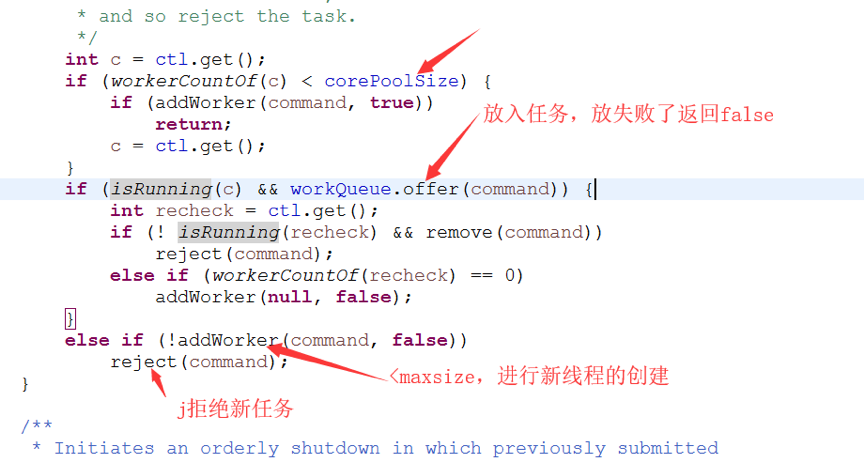 * and so reject the task.
*/
int c = ctl.get();
if (workerCountOf(c) < corePoolSize) {
if (addWorker(command, true))
return;
c = ctl.get();
}
放入任务，放失败了返回false
if (isRunning(c) && workQueue.offer(command)) {
int recheck = ctl.get();
if (! isRunning(recheck) && remove(command))
reject(command);
else if (workerCountOf(recheck) == 0)
addWorker(null, false);
}
else if (!addWorker(command, false))
reject(command);
<maxsize，进行新线程的创建
}
j拒绝新任务
/**
* Initiates an orderly shutdown in which previously submitted